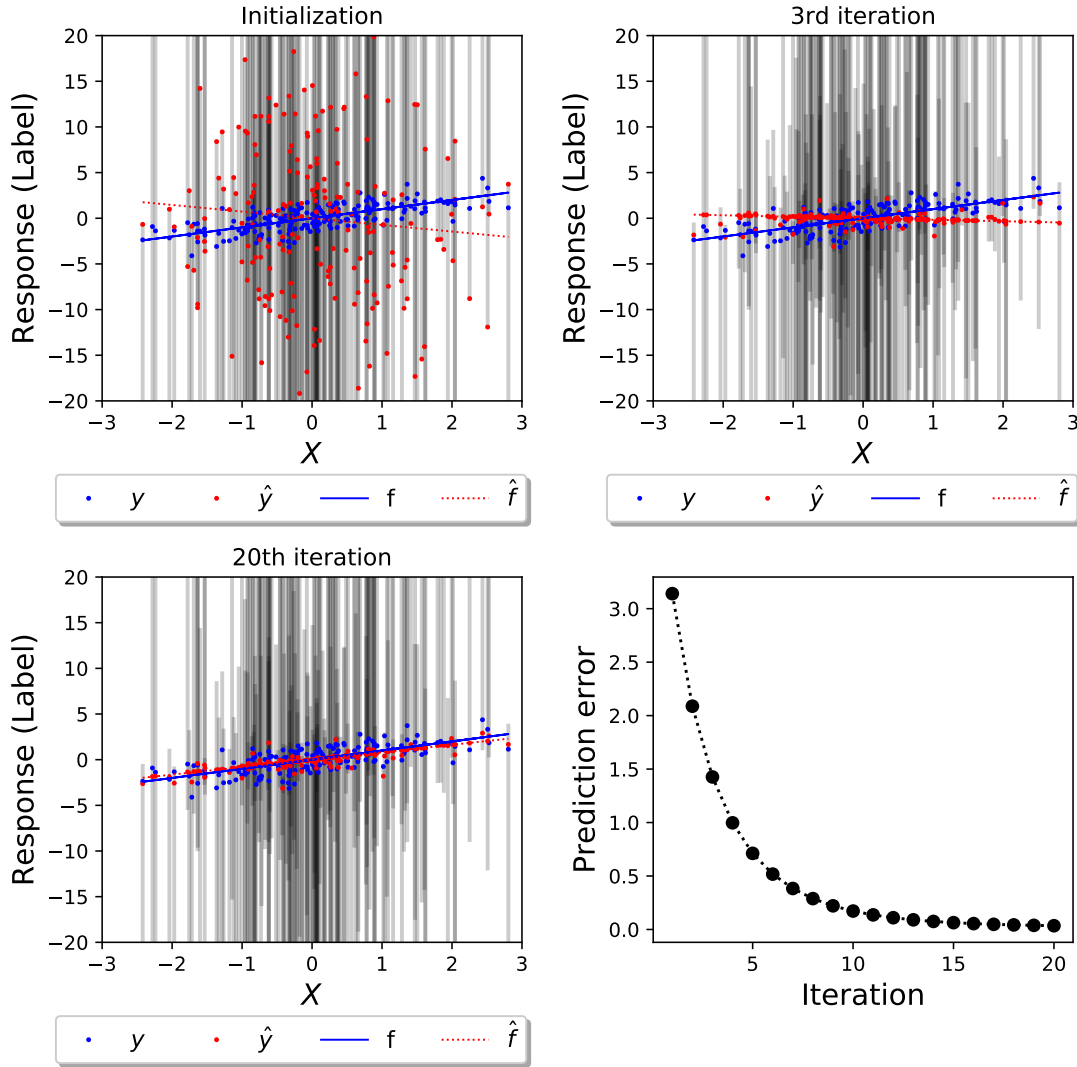 Initialization
Response (Label)
20
15
10
5
0
−5
−10
−15
−20
−3 −2 −1 0 1 2 3
X
y ŷ f f̂
3rd iteration
Response (Label)
20
15
10
5
0
−5
−10
−15
−20
−3 −2 −1 0 1 2 3
X
y ŷ f f̂
20th iteration
Response (Label)
20
15
10
5
0
−5
−10
−15
−20
−3 −2 −1 0 1 2 3
X
y ŷ f f̂
Prediction error
3.0
2.5
2.0
1.5
1.0
0.5
0.0
5 10 15 20
Iteration